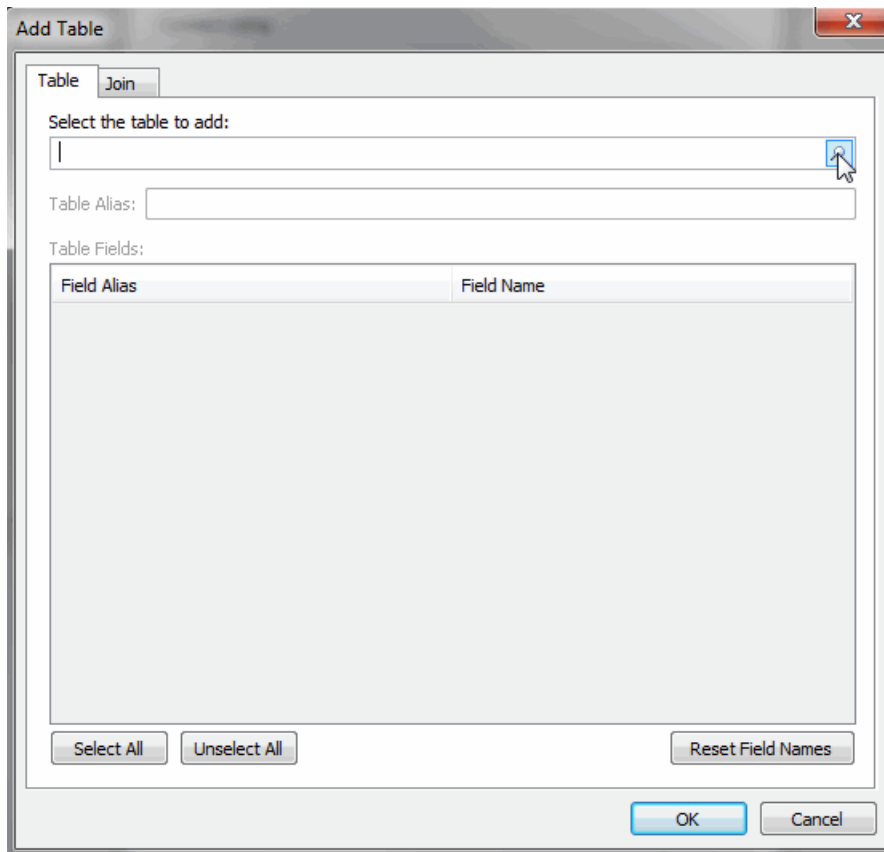 Add Table
Table Join
Select the table to add:
Table Alias:
Table Fields:
Field Alias Field Name
Select All Unselect All Reset Field Names
OK Cancel